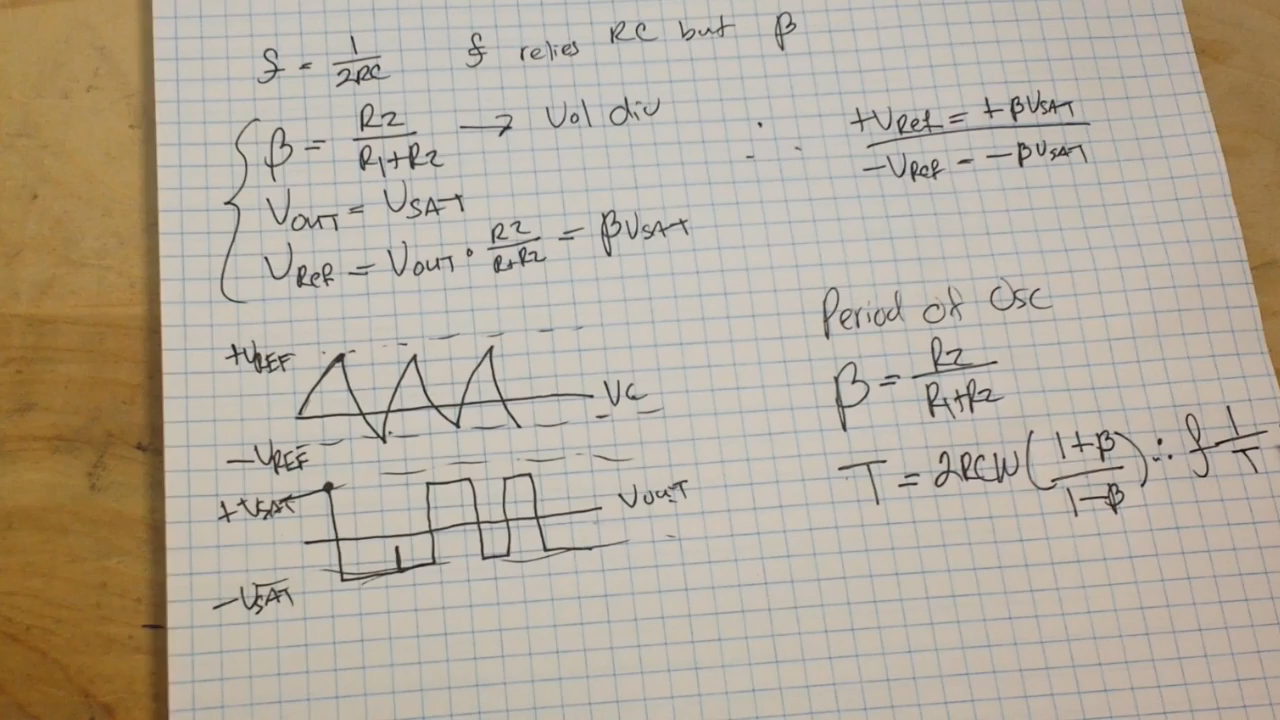 f = 1/2RC f relies RC but β
β = R2/R1+R2 → Vol div
VOUT = VSAT
VRef = VOUT · R2/R1+R2 = βVSAT
+VRef = +βVSAT
-VRef = -βVSAT
+VREF
VC
-VREF
+VSAT
VOUT
-VSAT
Period of Osc
β = R2/R1+R2
T = 2RCln(1+β/1-β) ∴ f 1/T